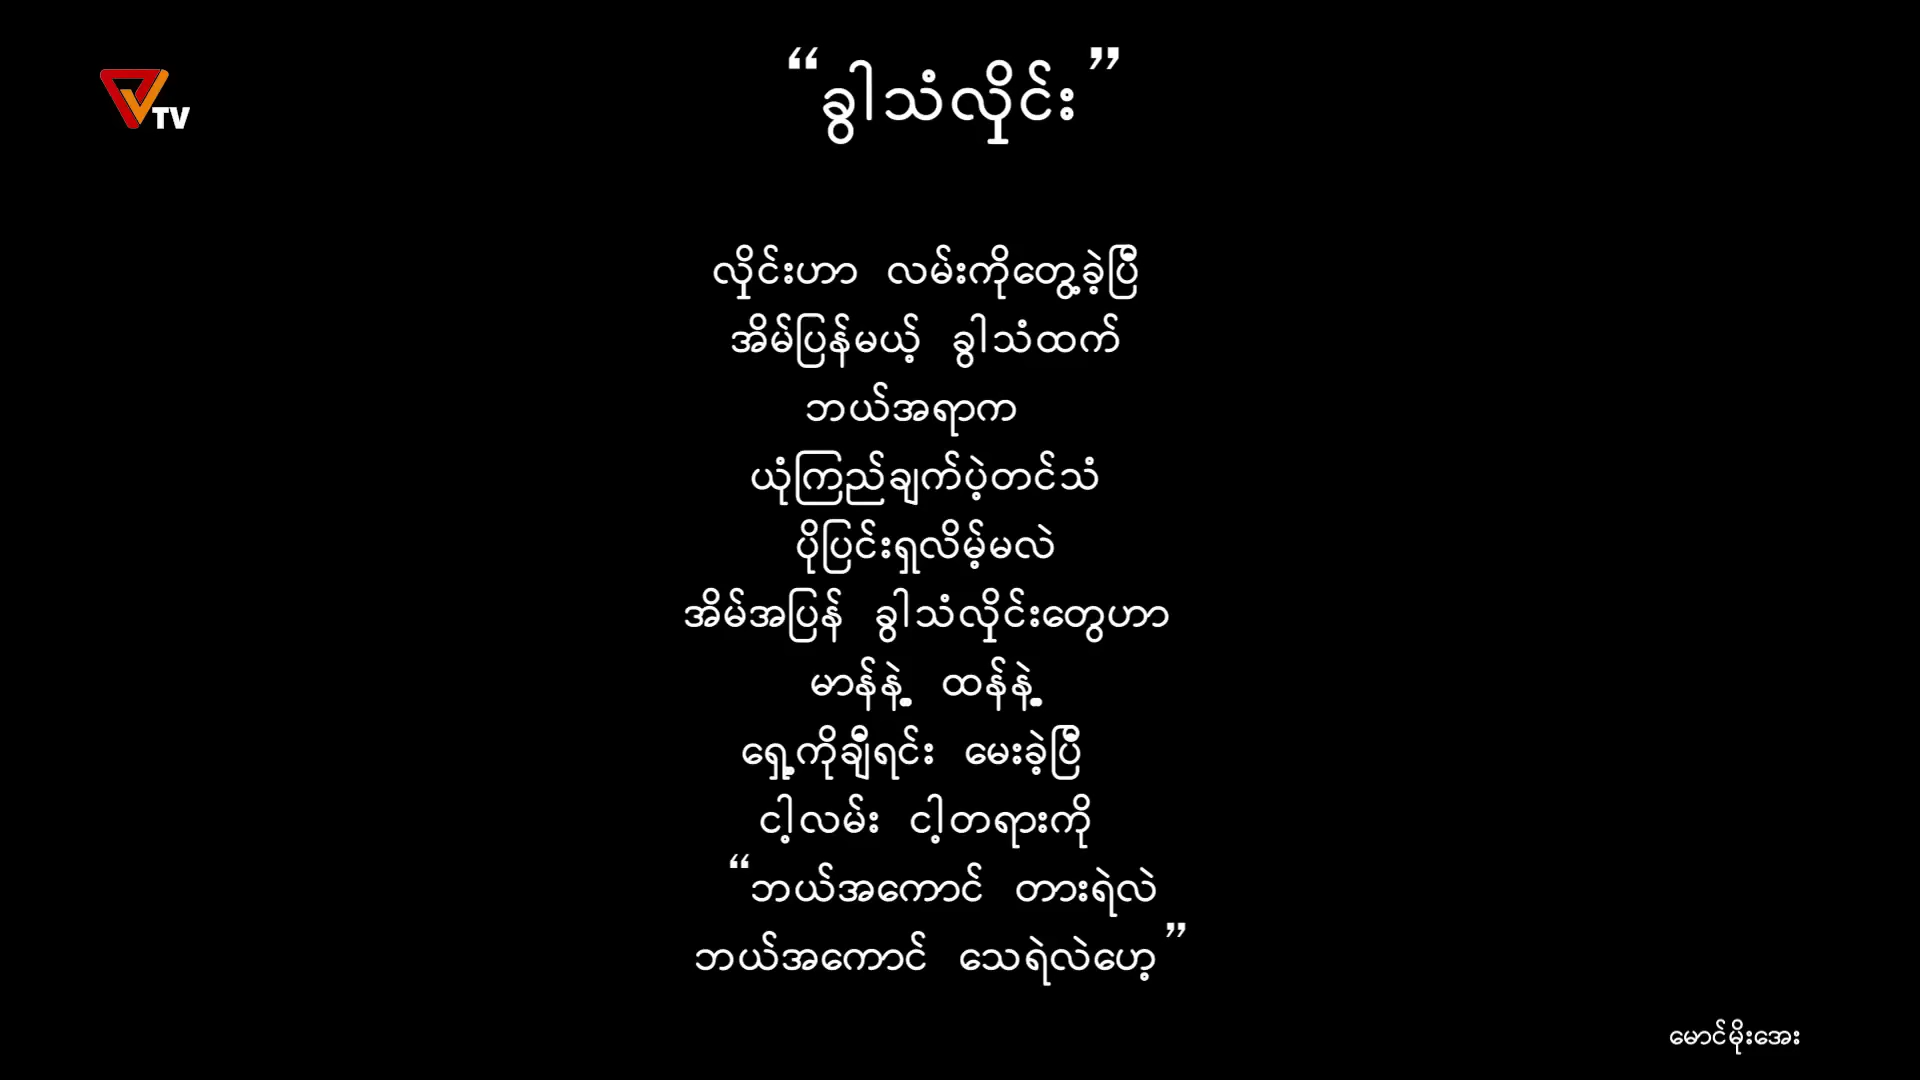 TV
“ခွါသံလှိုင်း”
လှိုင်းဟာ လမ်းကိုတွေ့ခဲ့ပြီ
အိမ်ပြန်မယ့် ခွါသံထက်
ဘယ်အရာက
ယုံကြည်ချက်ပဲ့တင်သံ
ပိုပြင်းရှလိမ့်မလဲ
အိမ်အပြန် ခွါသံလှိုင်းတွေဟာ
မာန်နဲ့ ထန်နဲ့
ရှေ့ကိုချီရင်း မေးခဲ့ပြီ
ငါ့လမ်း ငါ့တရားကို
“ဘယ်အကောင် တားရဲလဲ
ဘယ်အကောင် သေရဲလဲဟေ့”
မောင်မိုးအေး